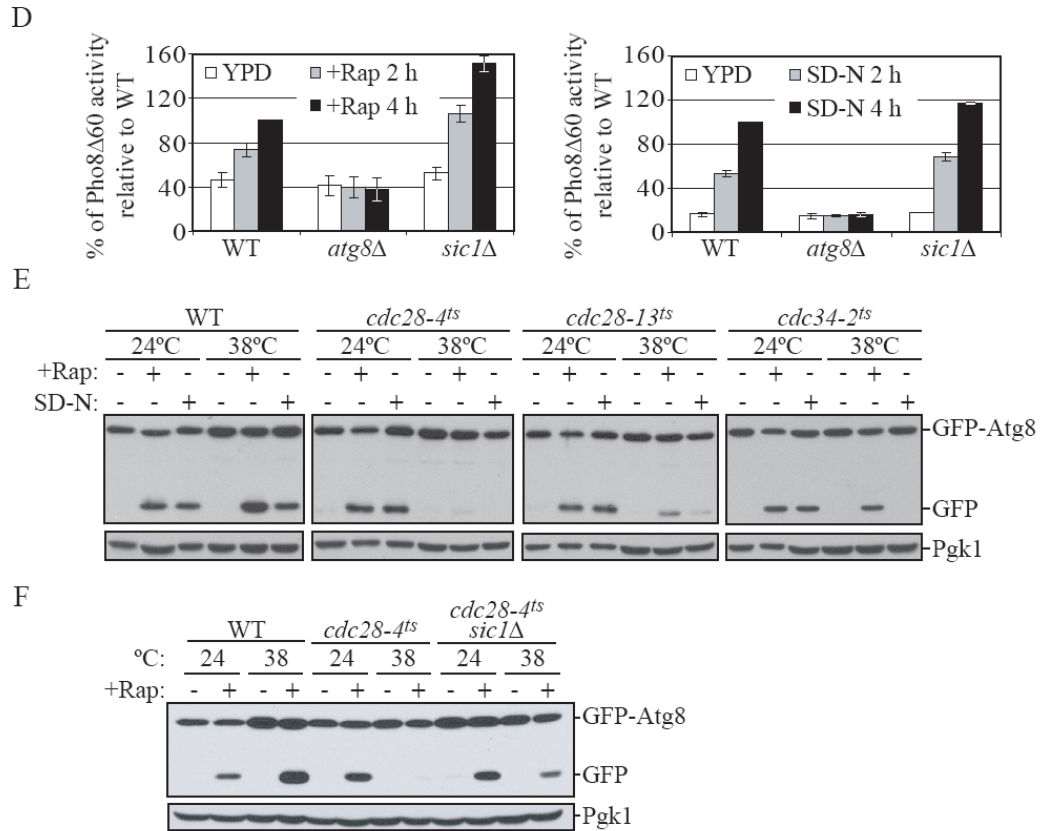 D
% of Pho8Δ60 activity
relative to WT
160
120
80
40
0
YPD
+Rap 2 h
+Rap 4 h
WT
atg8Δ
sic1Δ
% of Pho8Δ60 activity
relative to WT
160
120
80
40
0
YPD
SD-N 2 h
SD-N 4 h
WT
atg8Δ
sic1Δ
E
WT cdc28-4ts cdc28-13ts cdc34-2ts
24ºC 38ºC 24ºC 38ºC 24ºC 38ºC 24ºC 38ºC
+Rap: - + - - + - - + - - + - - + - - + - - + - - + -
SD-N: - - + - - + - - + - - + - - + - - + - - + - - +
GFP-Atg8
GFP
Pgk1
F
WT cdc28-4ts cdc28-4ts sic1Δ
ºC: 24 38 24 38 24 38
+Rap: - + - + - + - + - + - +
GFP-Atg8
GFP
Pgk1